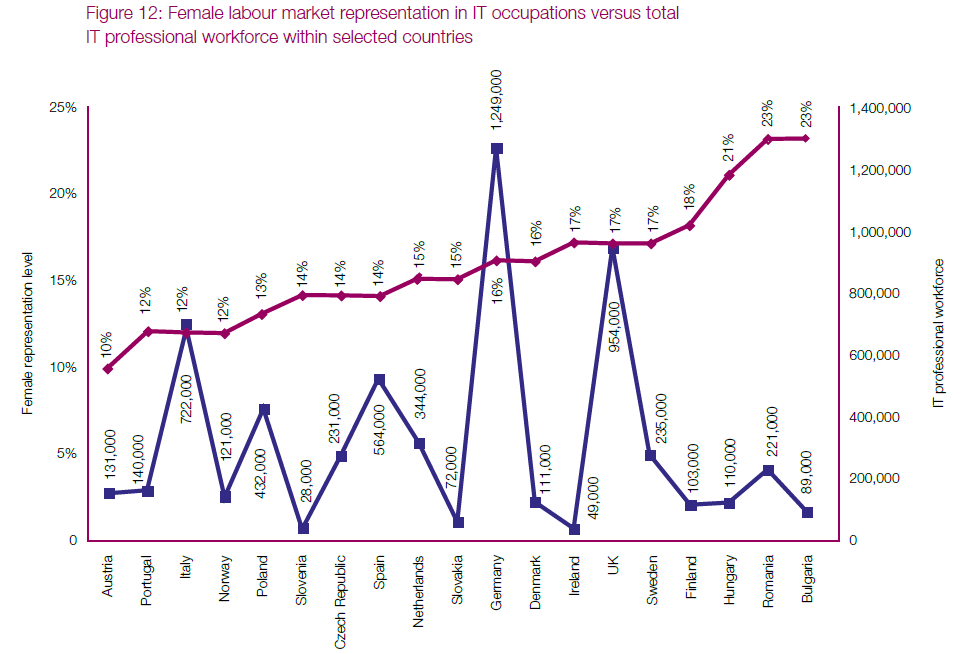 Figure 12: Female labour market representation in IT occupations versus total
IT professional workforce within selected countries
Female representation level
25%
20%
15%
10%
5%
0
1,400,000
1,200,000
1,000,000
800,000
600,000
400,000
200,000
0
IT professional workforce
10%
12%
12%
12%
13%
14%
14%
14%
15%
15%
16%
16%
17%
17%
17%
18%
21%
23%
23%
131,000
140,000
722,000
121,000
432,000
28,000
231,000
564,000
344,000
72,000
1,249,000
111,000
49,000
954,000
235,000
103,000
110,000
221,000
89,000
Austria
Portugal
Italy
Norway
Poland
Slovenia
Czech Republic
Spain
Netherlands
Slovakia
Germany
Denmark
Ireland
UK
Sweden
Finland
Hungary
Romania
Bulgaria